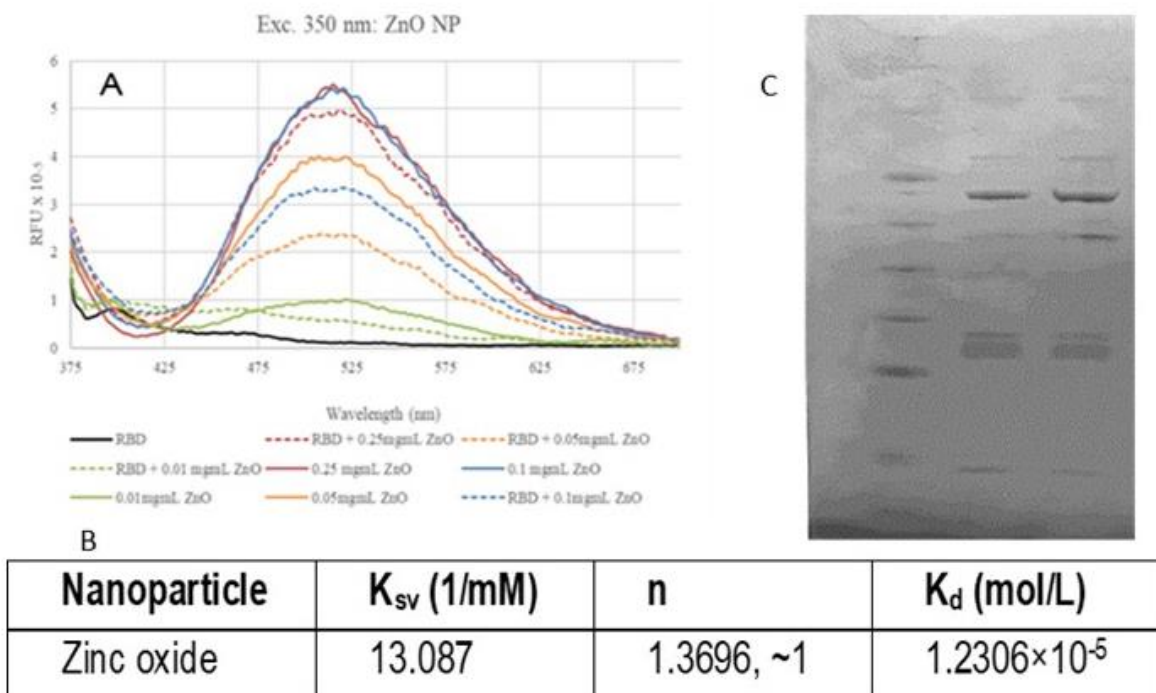 Exc. 350 nm: ZnO NP
A
C
6
5
4
3
2
1
0
RFU x 10-5
375 425 475 525 575 625 675
Wavelength (nm)
RBD RBD + 0.25mgmL ZnO RBD + 0.05mgmL ZnO
RBD + 0.01 mgmL ZnO 0.25 mgmL ZnO 0.1 mgmL ZnO
0.01mgmL ZnO 0.05mgmL ZnO RBD + 0.1mgmL ZnO
B
Nanoparticle Ksv (1/mM) n Kd (mol/L)
Zinc oxide 13.087 1.3696, ~1 1.2306×10-5